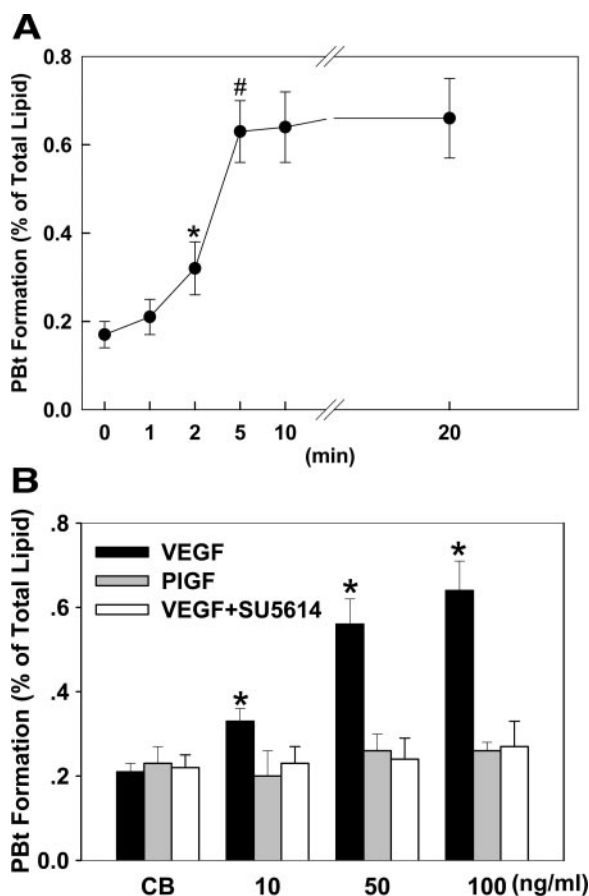 A
PBt Formation (% of Total Lipid)
0.8
0.6
0.4
0.2
0.0
*
#
0 1 2 5 10 20
(min)
B
PBt Formation (% of Total Lipid)
.8
.6
.4
.2
0.0
VEGF
PlGF
VEGF+SU5614
*
*
*
CB 10 50 100 (ng/ml)